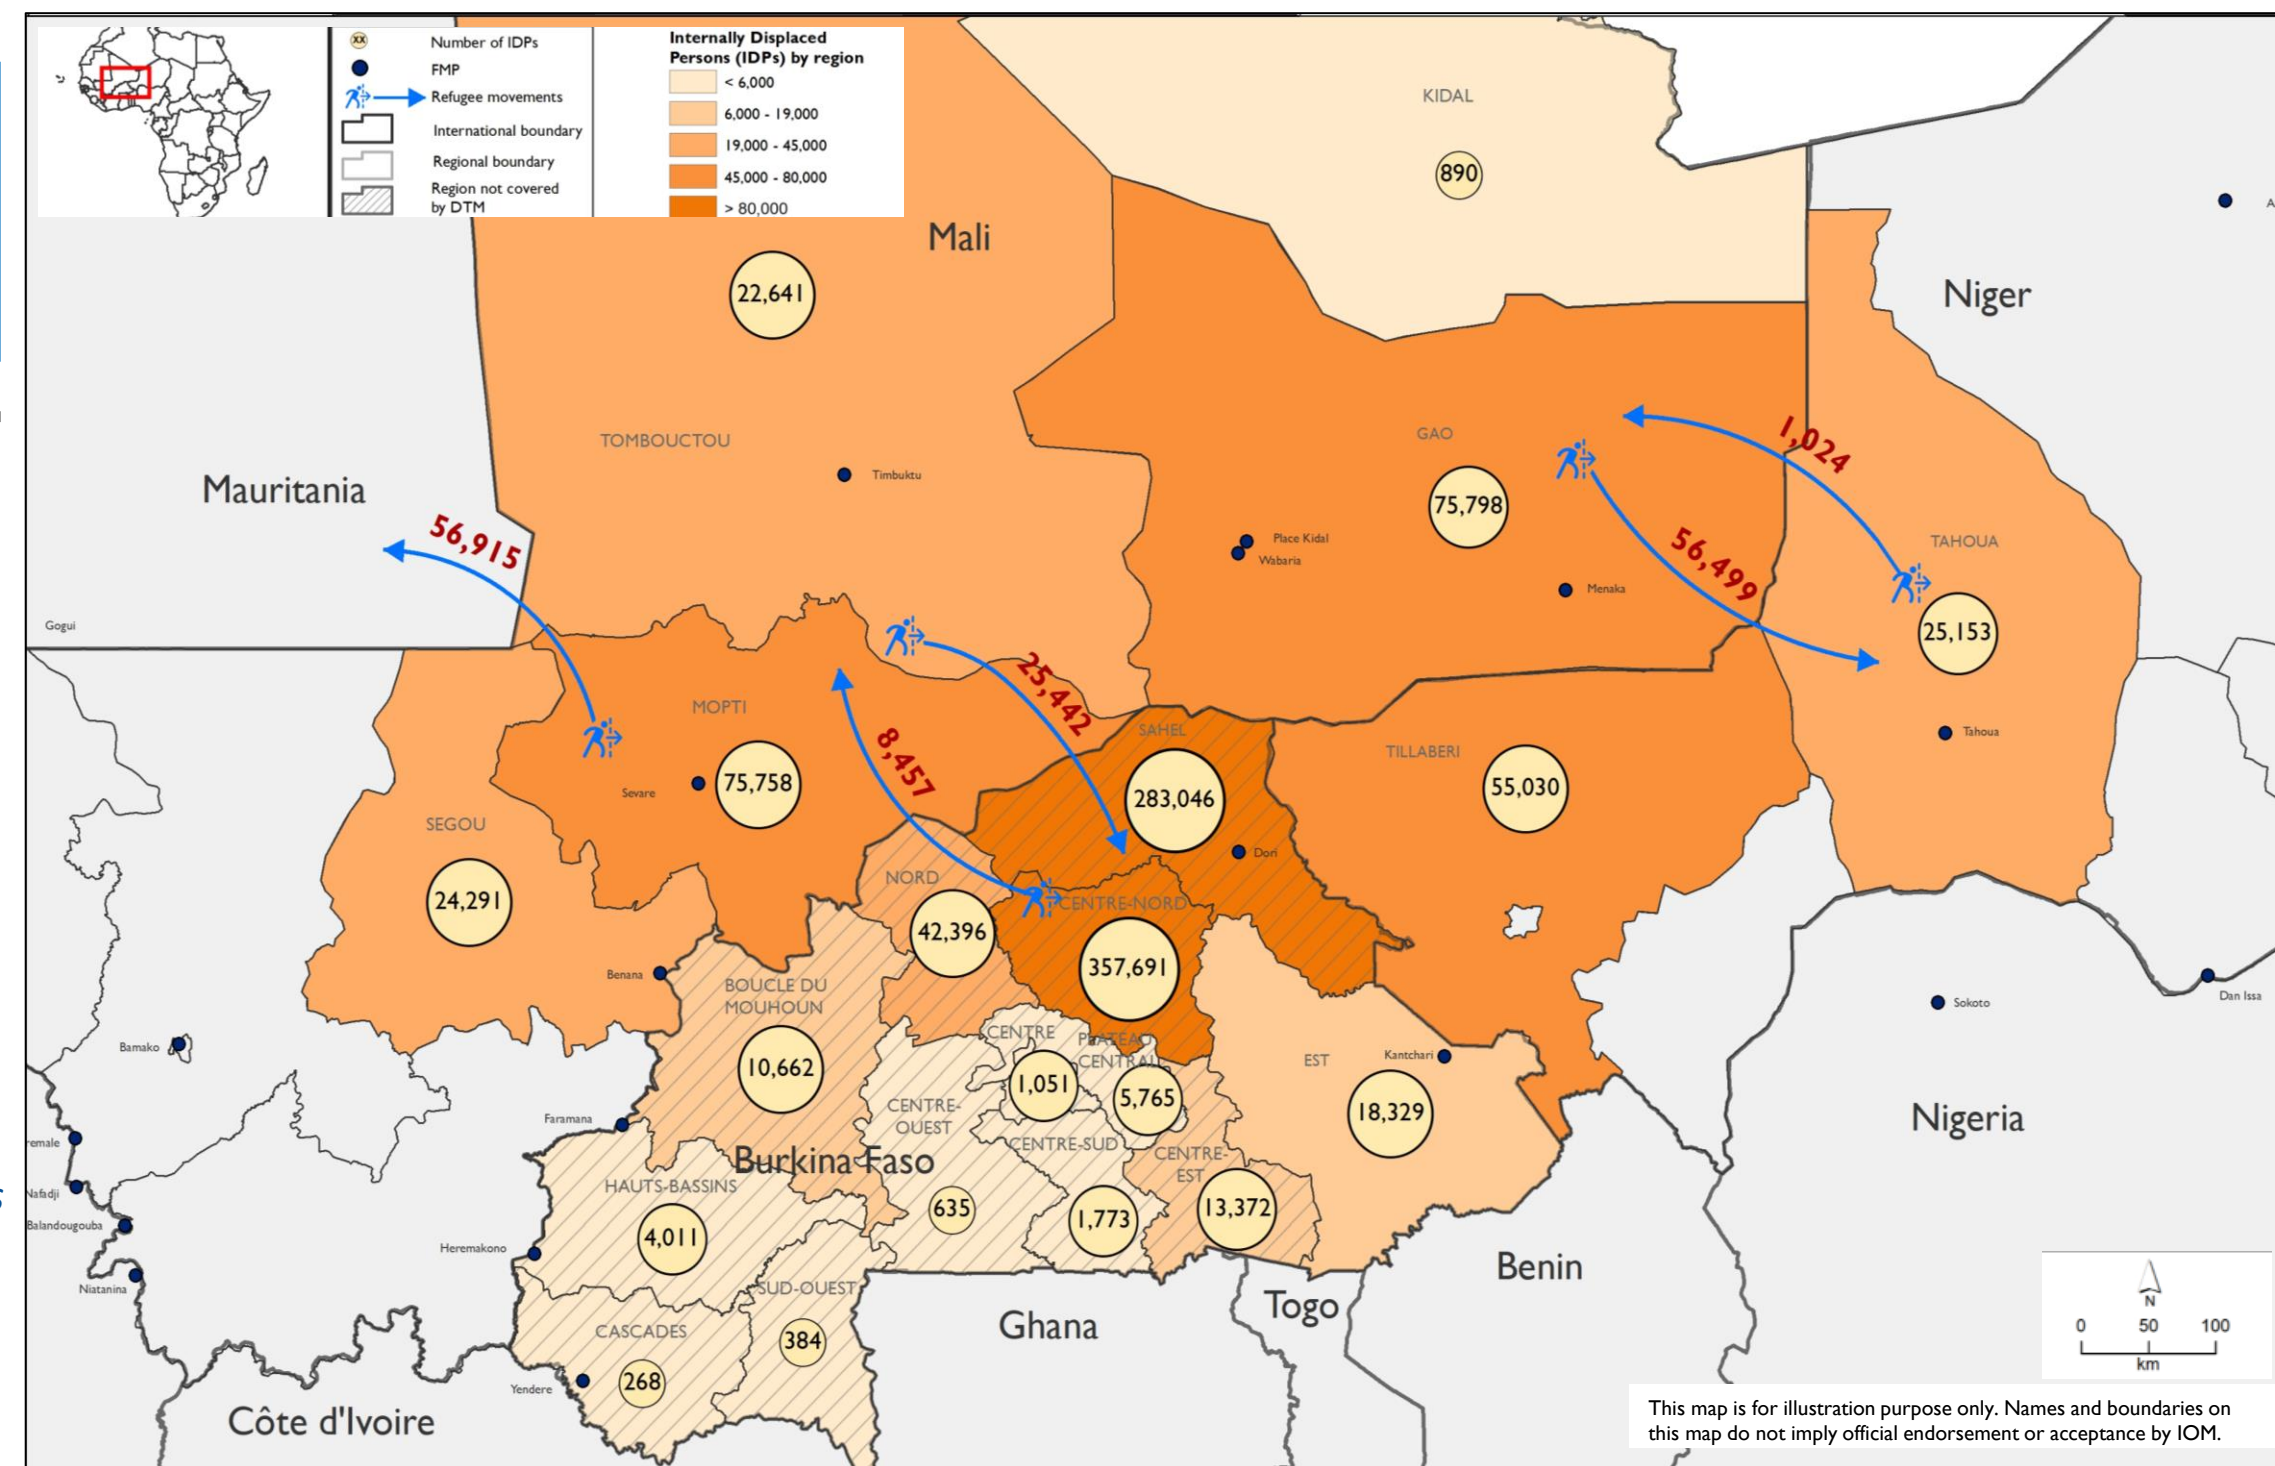 XX
Number of IDPs
FMP
Refugee movements
International boundary
Regional boundary
Region not covered
by DTM
Internally Displaced
Persons (IDPs) by region
< 6,000
6,000 - 19,000
19,000 - 45,000
45,000 - 80,000
> 80,000
KIDAL
890
Mali
22,641
Niger
A
TOMBOUCTOU
Timbuktu
GAO
75,798
1,024
Mauritania
56,915
Place Kidal
Wabaria
Menaka
56,499
TAHOUA
25,153
Tahoua
Gogui
25,442
MOPTI
75,758
Sevare
8,457
SAHEL
283,046
Dori
TILLABERI
55,030
SEGOU
24,291
NORD
42,396
CENTRE-NORD
357,691
Benana
BOUCLE DU
MOUHOUN
10,662
Sokoto
Dan Issa
Bamako
CENTRE
1,051
PLATEAU
CENTRAL
5,765
EST
Kantchari
18,329
Faramana
CENTRE-
OUEST
635
Nigeria
CENTRE-SUD
1,773
CENTRE-
EST
13,372
Burkina Faso
remale
Nafadji
Balandougouba
Niatanina
HAUTS-BASSINS
4,011
Heremakono
SUD-OUEST
384
CASCADES
268
Yendere
Côte d'Ivoire
Ghana
Togo
Benin
N
0 50 100
km
This map is for illustration purpose only. Names and boundaries on
this map do not imply official endorsement or acceptance by IOM.